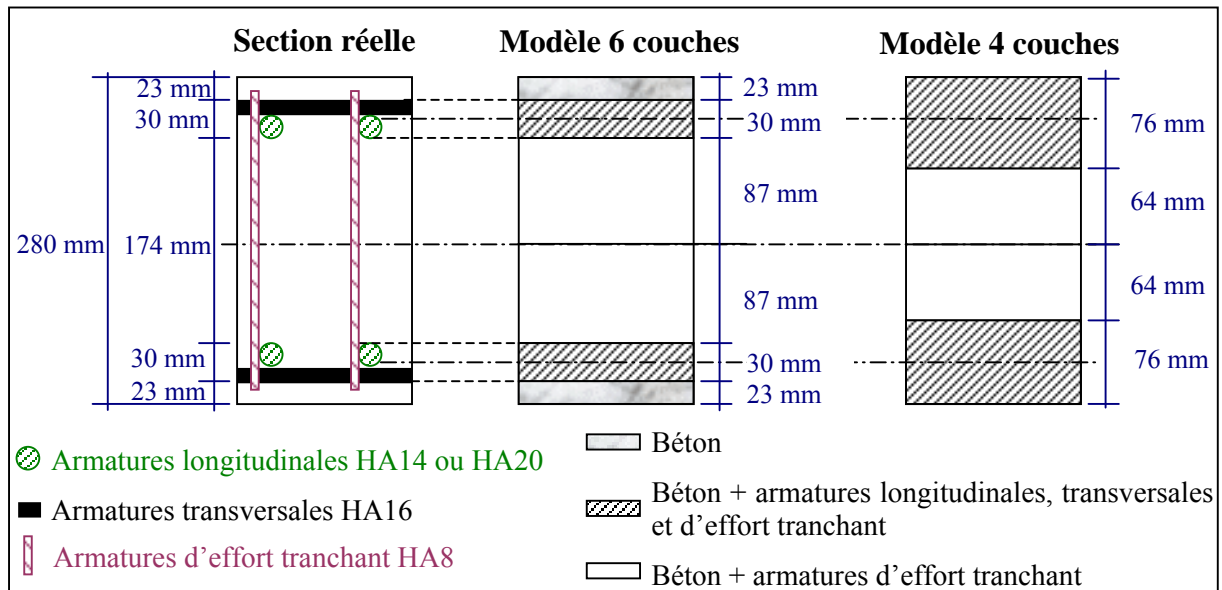 Section réelle
Modèle 6 couches
Modèle 4 couches
23 mm
30 mm
280 mm
174 mm
30 mm
23 mm
23 mm
30 mm
87 mm
87 mm
30 mm
23 mm
76 mm
64 mm
64 mm
76 mm
Armatures longitudinales HA14 ou HA20
Armatures transversales HA16
Armatures d'effort tranchant HA8
Béton
Béton + armatures longitudinales, transversales
et d'effort tranchant
Béton + armatures d'effort tranchant